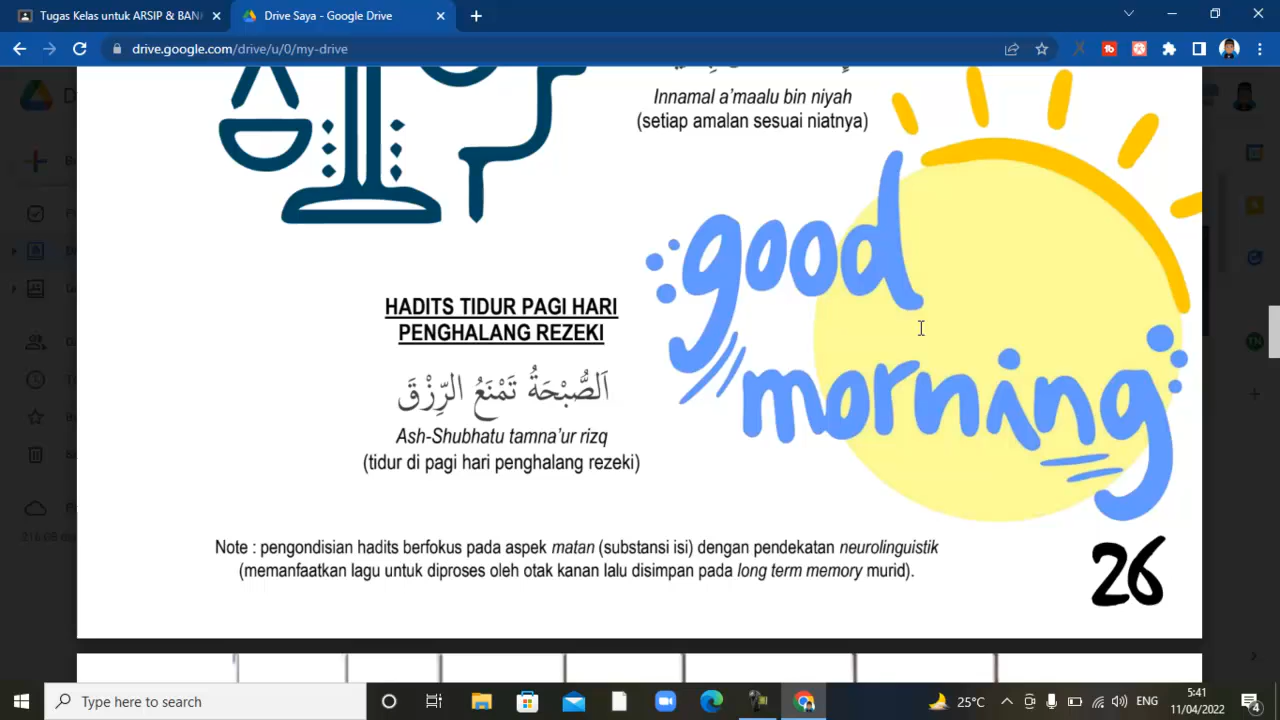 Tugas Kelas untuk ARSIP & BAN
Drive Saya - Google Drive
drive.google.com/drive/u/0/my-drive
Innamal a'maalu bin niyah
(setiap amalan sesuai niatnya)
good
morning
HADITS TIDUR PAGI HARI
PENGHALANG REZEKI
اَلصُّبْحَةُ تَمْنَعُ الرِّزْقَ
Ash-Shubhatu tamna'ur rizq
(tidur di pagi hari penghalang rezeki)
Note : pengondisian hadits berfokus pada aspek matan (substansi isi) dengan pendekatan neurolinguistik
(memanfaatkan lagu untuk diproses oleh otak kanan lalu disimpan pada long term memory murid).
26
Type here to search
25°C
ENG
5:41
11/04/2022
4